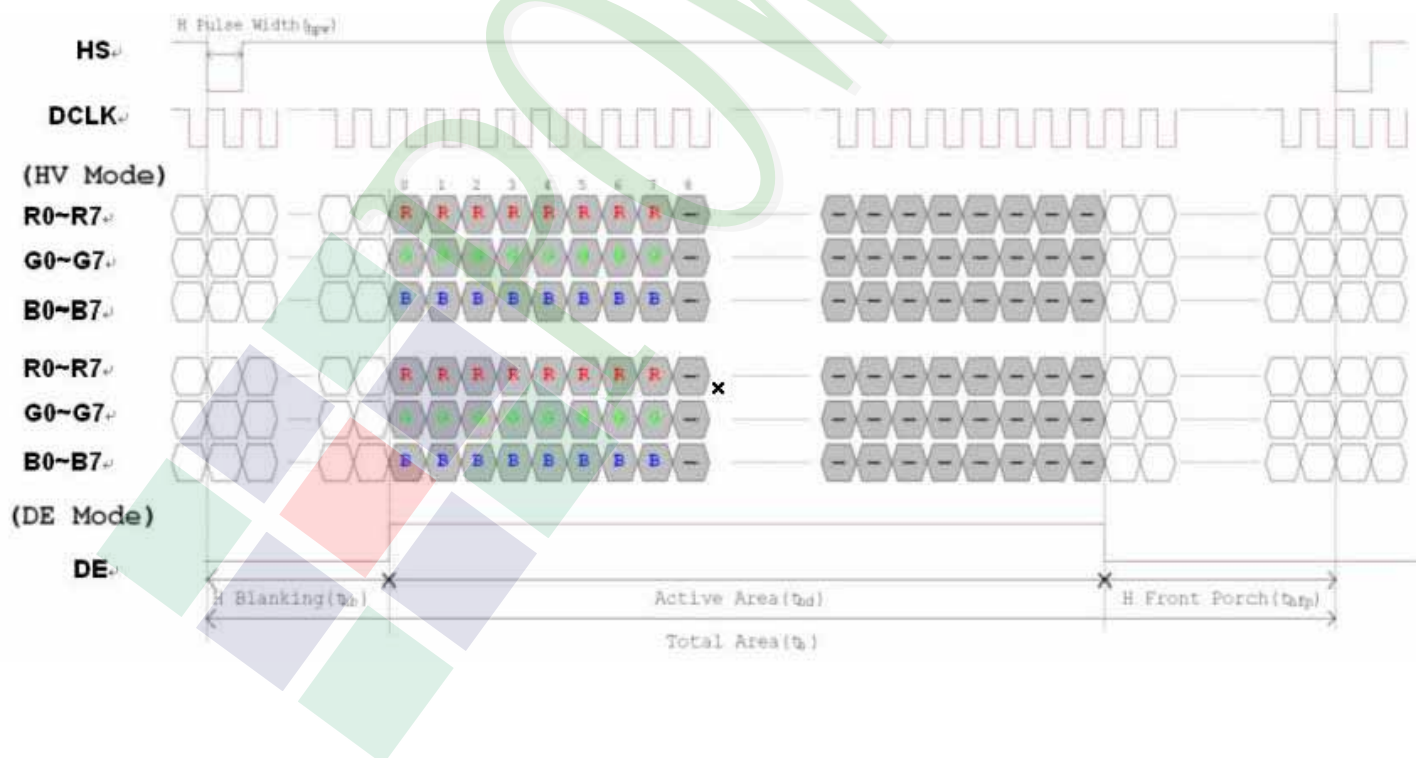 H Pulse Width(thpw)
HS
DCLK
(HV Mode)
0 1 2 3 4 5 6 7 8
R0~R7 R R R R R R R R
G0~G7 G G G G G G G G
B0~B7 B B B B B B B B
R0~R7 R R R R R R R R
G0~G7 G G G G G G G G
B0~B7 B B B B B B B B
(DE Mode)
DE
H Blanking(thb) Active Area(thd) H Front Porch(thfp)
Total Area(th)